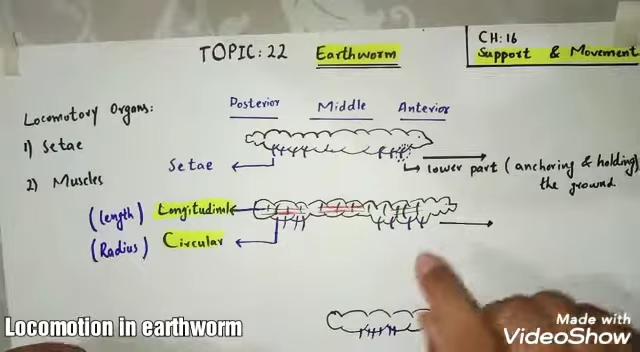 CH:16
TOPIC:22 Earthworm
Support & Movement
Locomotory Organs:
Posterior Middle Anterior
1) Setae
Setae
lower part (anchoring & holding)
the ground
2) Muscles
(length) Longitudinal
(Radius) Circular
Locomotion in earthworm
Made with
VideoShow